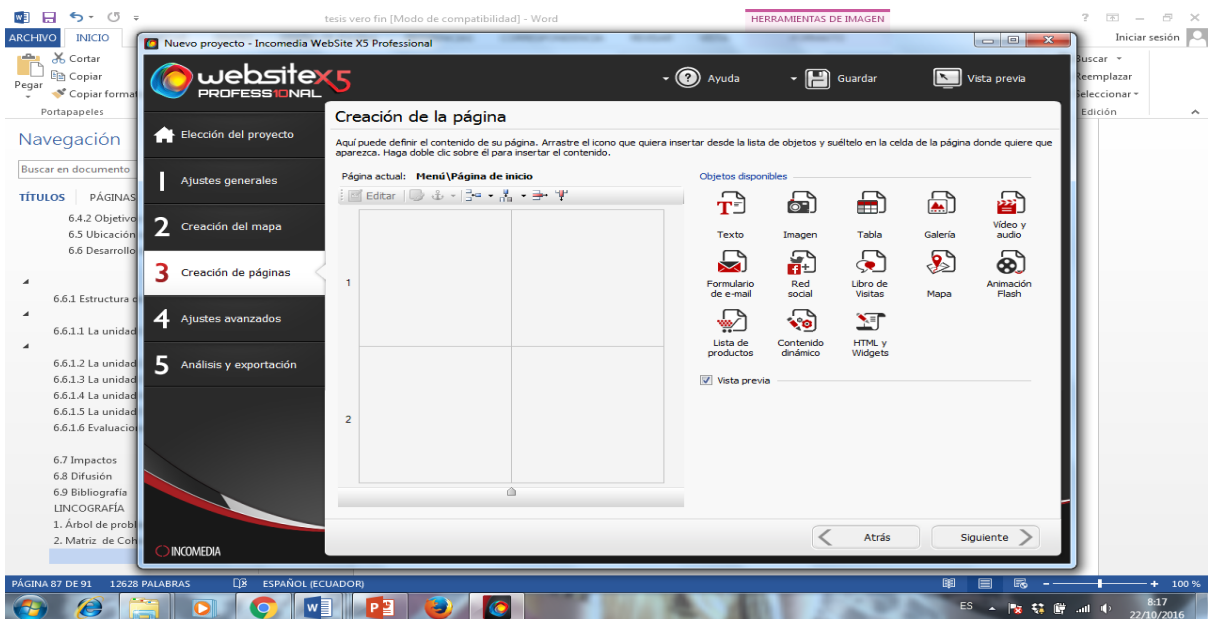 tesis vero fin [Modo de compatibilidad] - Word
HERRAMIENTAS DE IMAGEN
?
ARCHIVO INICIO
Iniciar sesión
Cortar
Copiar
Copiar format
Pegar
Portapapeles
Buscar
Reemplazar
Seleccionar
Edición
Navegación
Buscar en documento
TÍTULOS PÁGINAS
6.4.2 Objetivo
6.5 Ubicación
6.6 Desarrollo
6.6.1 Estructura d
6.6.1.1 La unidad
6.6.1.2 La unidad
6.6.1.3 La unidad
6.6.1.4 La unidad
6.6.1.5 La unidad
6.6.1.6 Evaluacion
6.7 Impactos
6.8 Difusión
6.9 Bibliografía
LINCOGRAFÍA
1. Árbol de probl
2. Matriz de Coh
Nuevo proyecto - Incomedia WebSite X5 Professional
websitex5
PROFESSIONAL
? Ayuda
Guardar
Vista previa
Elección del proyecto
1 Ajustes generales
2 Creación del mapa
3 Creación de páginas
4 Ajustes avanzados
5 Análisis y exportación
INCOMEDIA
Creación de la página
Aquí puede definir el contenido de su página. Arrastre el icono que quiera insertar desde la lista de objetos y suéltelo en la celda de la página donde quiere que
aparezca. Haga doble clic sobre él para insertar el contenido.
Página actual: Menú\Página de inicio
Editar
1
2
Objetos disponibles
Texto
Imagen
Tabla
Galería
Vídeo y
audio
Formulario
de e-mail
Red
social
Libro de
Visitas
Mapa
Animación
Flash
Lista de
productos
Contenido
dinámico
HTML y
Widgets
Vista previa
Atrás
Siguiente
PÁGINA 87 DE 91 12628 PALABRAS ESPAÑOL (ECUADOR)
100 %
ES
8:17
22/10/2016